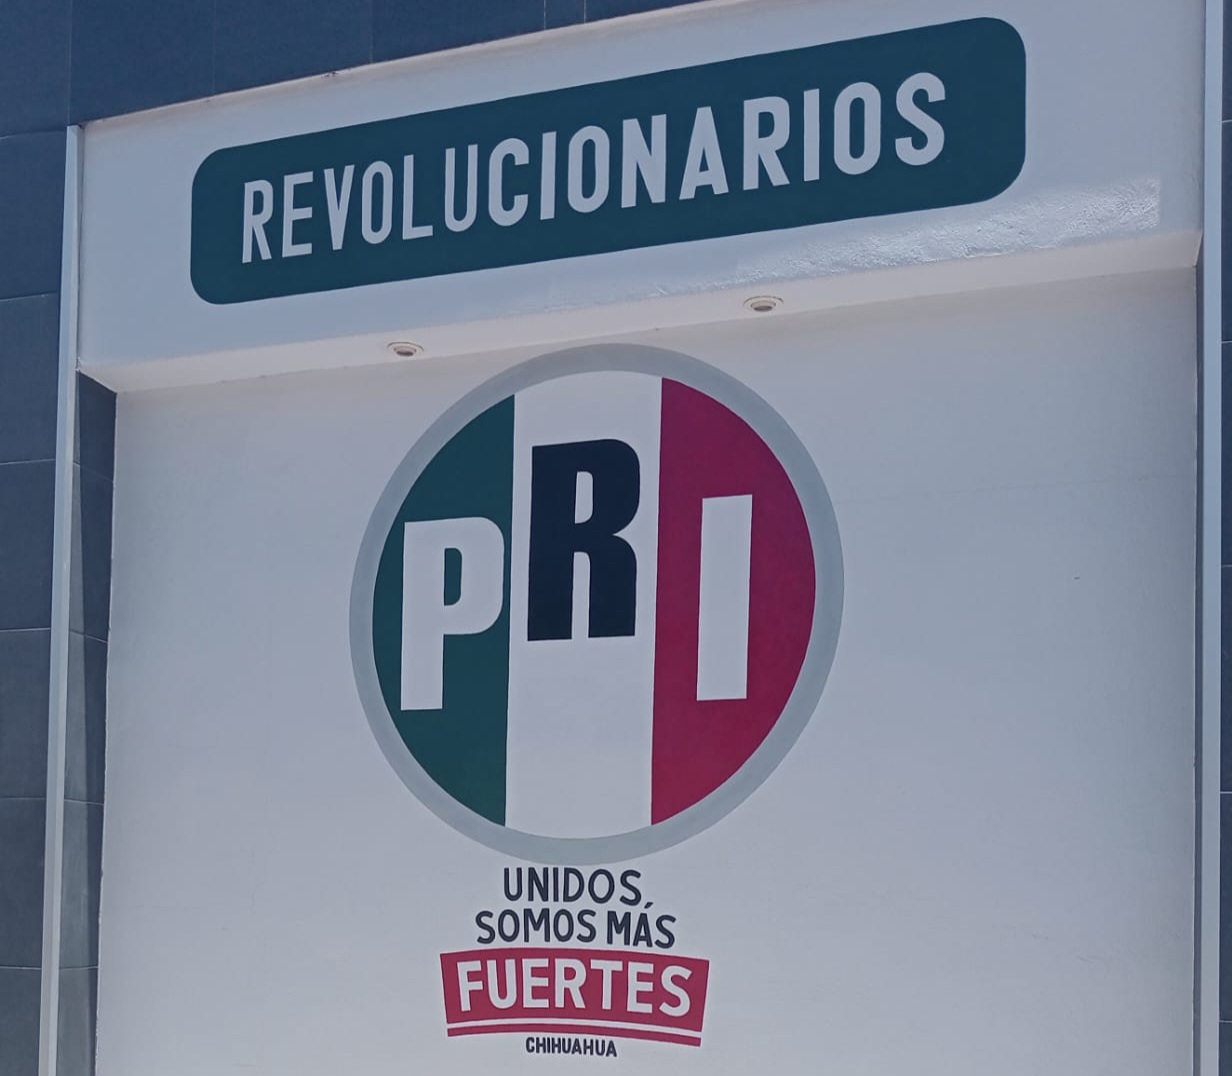 REVOLUCIONARIOS
PRI
UNIDOS,
SOMOS MÁS
FUERTES
CHIHUAHUA